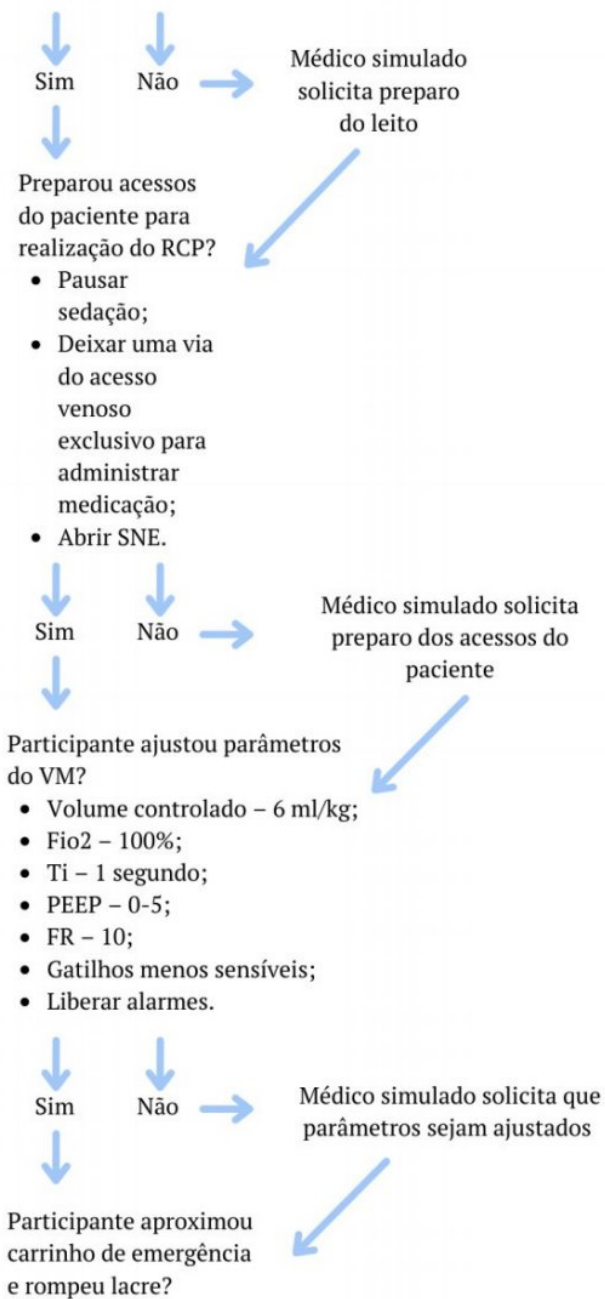 Sim
Não
Médico simulado
solicita preparo
do leito
Preparou acessos
do paciente para
realização do RCP?
• Pausar
sedação;
• Deixar uma via
do acesso
venoso
exclusivo para
administrar
medicação;
• Abrir SNE.
Sim
Não
Médico simulado solicita
preparo dos acessos do
paciente
Participante ajustou parâmetros
do VM?
• Volume controlado – 6 ml/kg;
• Fio2 – 100%;
• Ti – 1 segundo;
• PEEP – 0-5;
• FR – 10;
• Gatilhos menos sensíveis;
• Liberar alarmes.
Sim
Não
Médico simulado solicita que
parâmetros sejam ajustados
Participante aproximou
carrinho de emergência
e rompeu lacre?